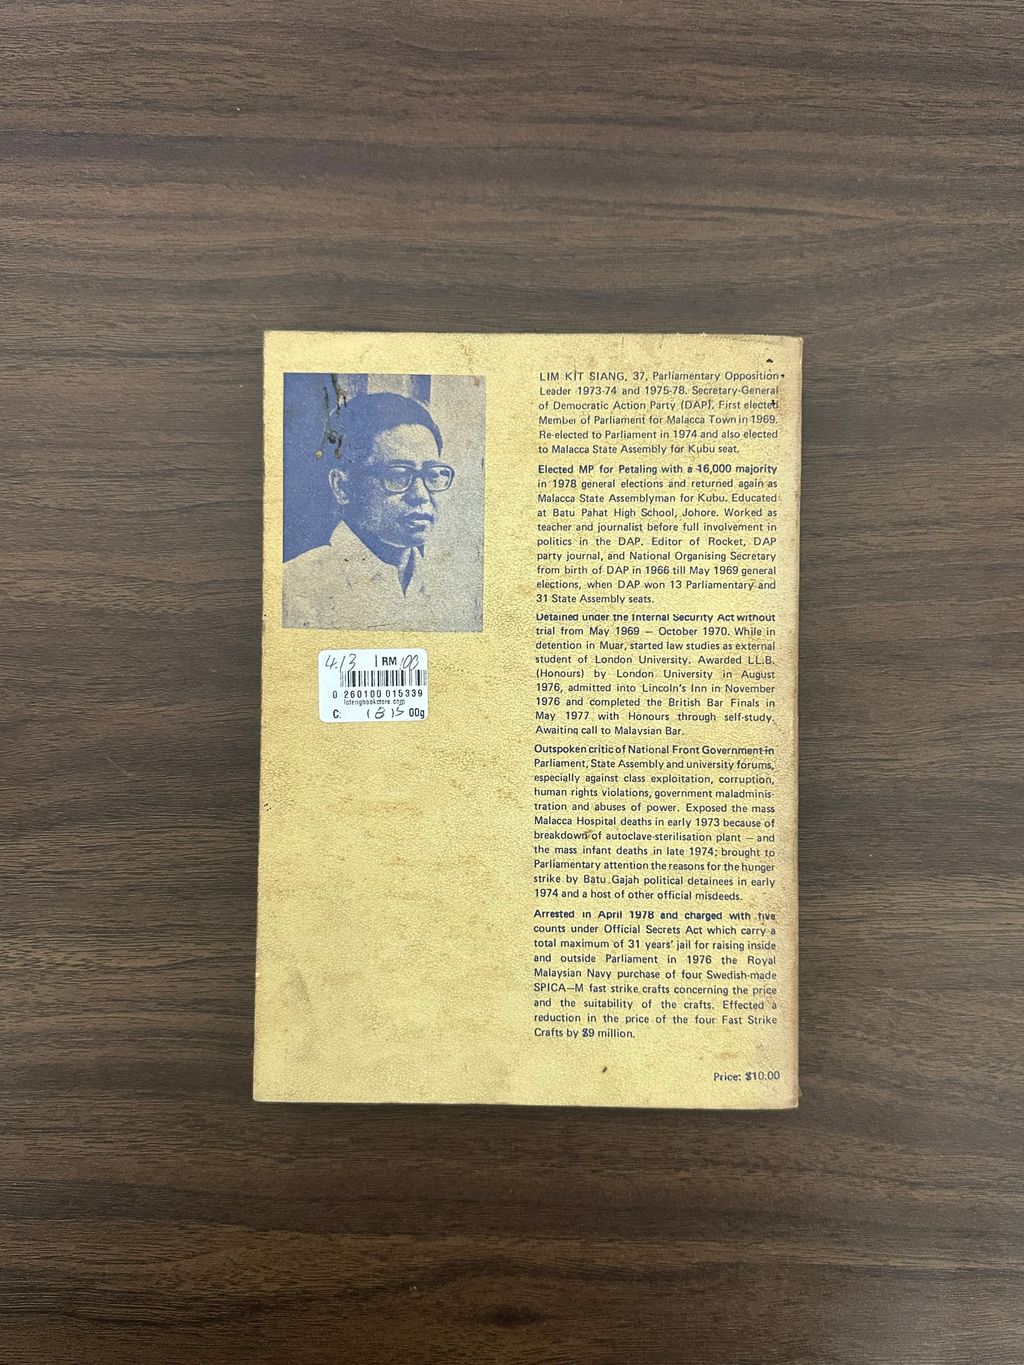 LIM KIT SIANG, 37, Parliamentary Opposition
Leader 1973-74 and 1975-78. Secretary-General
of Democratic Action Party (DAP). First elected
Member of Parliament for Malacca Town in 1969.
Re-elected to Parliament in 1974 and also elected
to Malacca State Assembly for Kubu seat.
Elected MP for Petaling with a 16,000 majority
in 1978 general elections and returned again as
Malacca State Assemblyman for Kubu. Educated
at Batu Pahat High School, Johore. Worked as
teacher and journalist before full involvement in
politics in the DAP. Editor of Rocket, DAP
party journal, and National Organising Secretary
from birth of DAP in 1966 till May 1969 general
elections, when DAP won 13 Parliamentary and
31 State Assembly seats.
Detained under the Internal Security Act without
trial from May 1969 — October 1970. While in
detention in Muar, started law studies as external
student of London University. Awarded LL.B.
(Honours) by London University in August
1976, admitted into Lincoln's Inn in November
1976 and completed the British Bar Finals in
May 1977 with Honours through self-study.
Awaiting call to Malaysian Bar.
Outspoken critic of National Front Government in
Parliament, State Assembly and university forums,
especially against class exploitation, corruption,
human rights violations, government maladminis-
tration and abuses of power. Exposed the mass
Malacca Hospital deaths in early 1973 because of
breakdown of autoclave-sterilisation plant — and
the mass infant deaths in late 1974; brought to
Parliamentary attention the reasons for the hunger
strike by Batu Gajah political detainees in early
1974 and a host of other official misdeeds.
Arrested in April 1978 and charged with five
counts under Official Secrets Act which carry a
total maximum of 31 years' jail for raising inside
and outside Parliament in 1976 the Royal
Malaysian Navy purchase of four Swedish-made
SPICA—M fast strike crafts concerning the price
and the suitability of the crafts. Effected a
reduction in the price of the four Fast Strike
Crafts by $9 million.
Price: $10.00
4.13 RM 100
0 260100 015339
lotengbookstore.com
C: 1815 00g